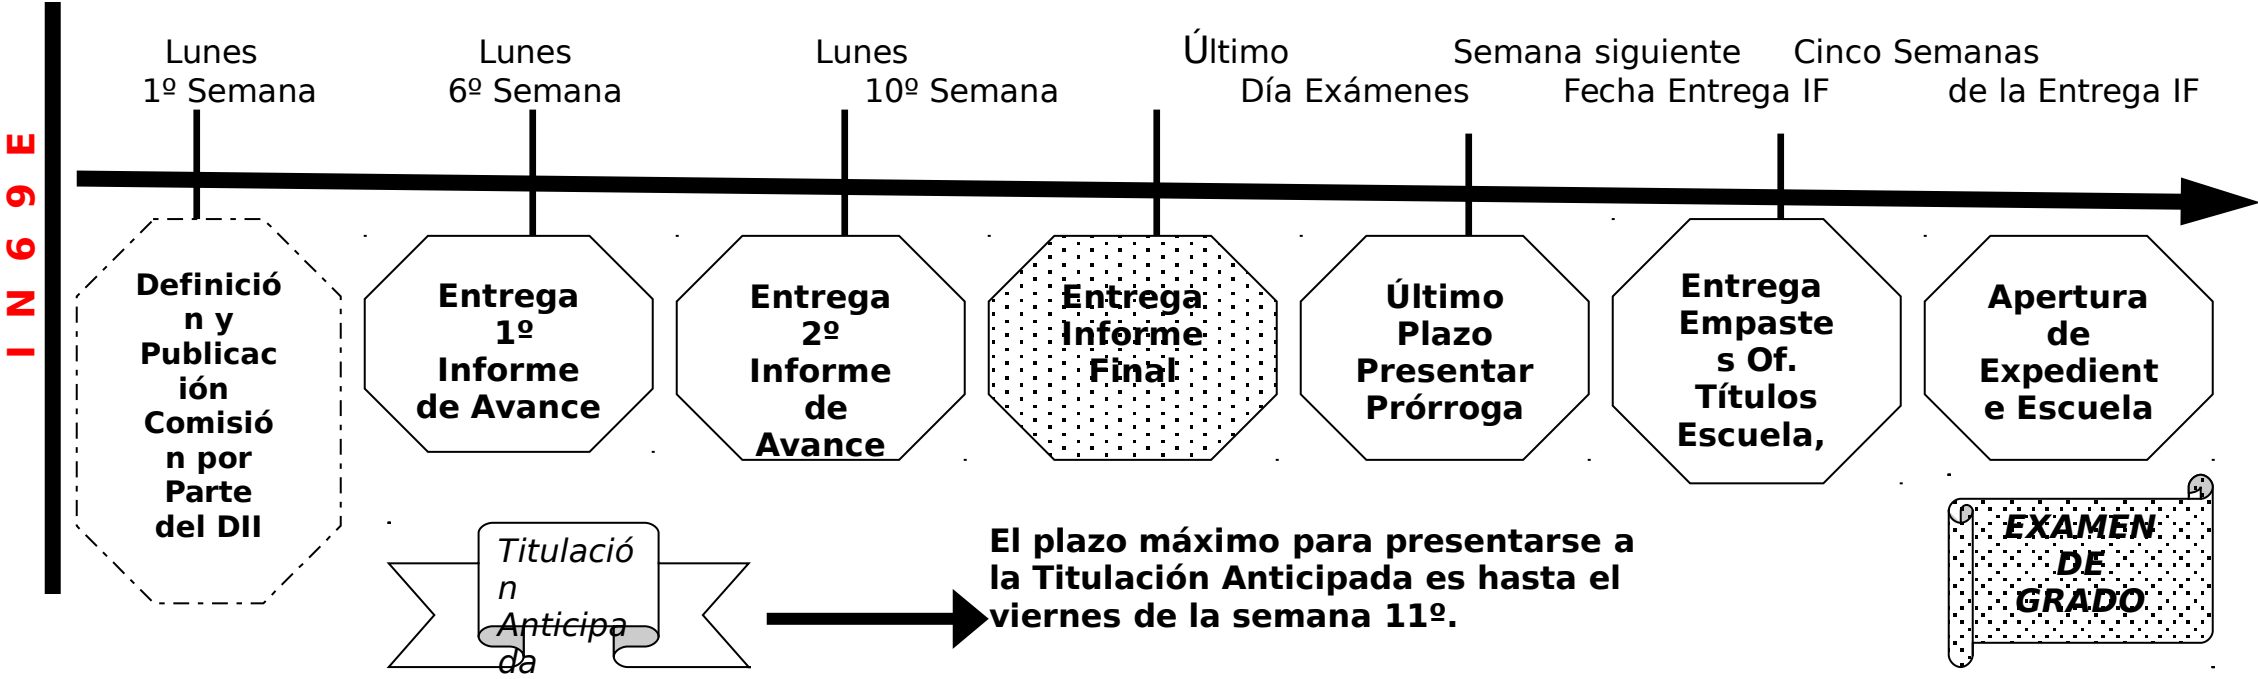 I N 6 9 E
Lunes
1º Semana
Lunes
6º Semana
Lunes
10º Semana
Último
Día Exámenes
Semana siguiente
Fecha Entrega IF
Cinco Semanas
de la Entrega IF
Definició
n y
Publicac
ión
Comisió
n por
Parte
del DII
Entrega
1º
Informe
de Avance
Entrega
2º
Informe
de
Avance
Entrega
Informe
Final
Último
Plazo
Presentar
Prórroga
Entrega
Empaste
s Of.
Títulos
Escuela,
Apertura
de
Expedient
e Escuela
Titulació
n
Anticipa
da
El plazo máximo para presentarse a
la Titulación Anticipada es hasta el
viernes de la semana 11º.
EXAMEN
DE
GRADO